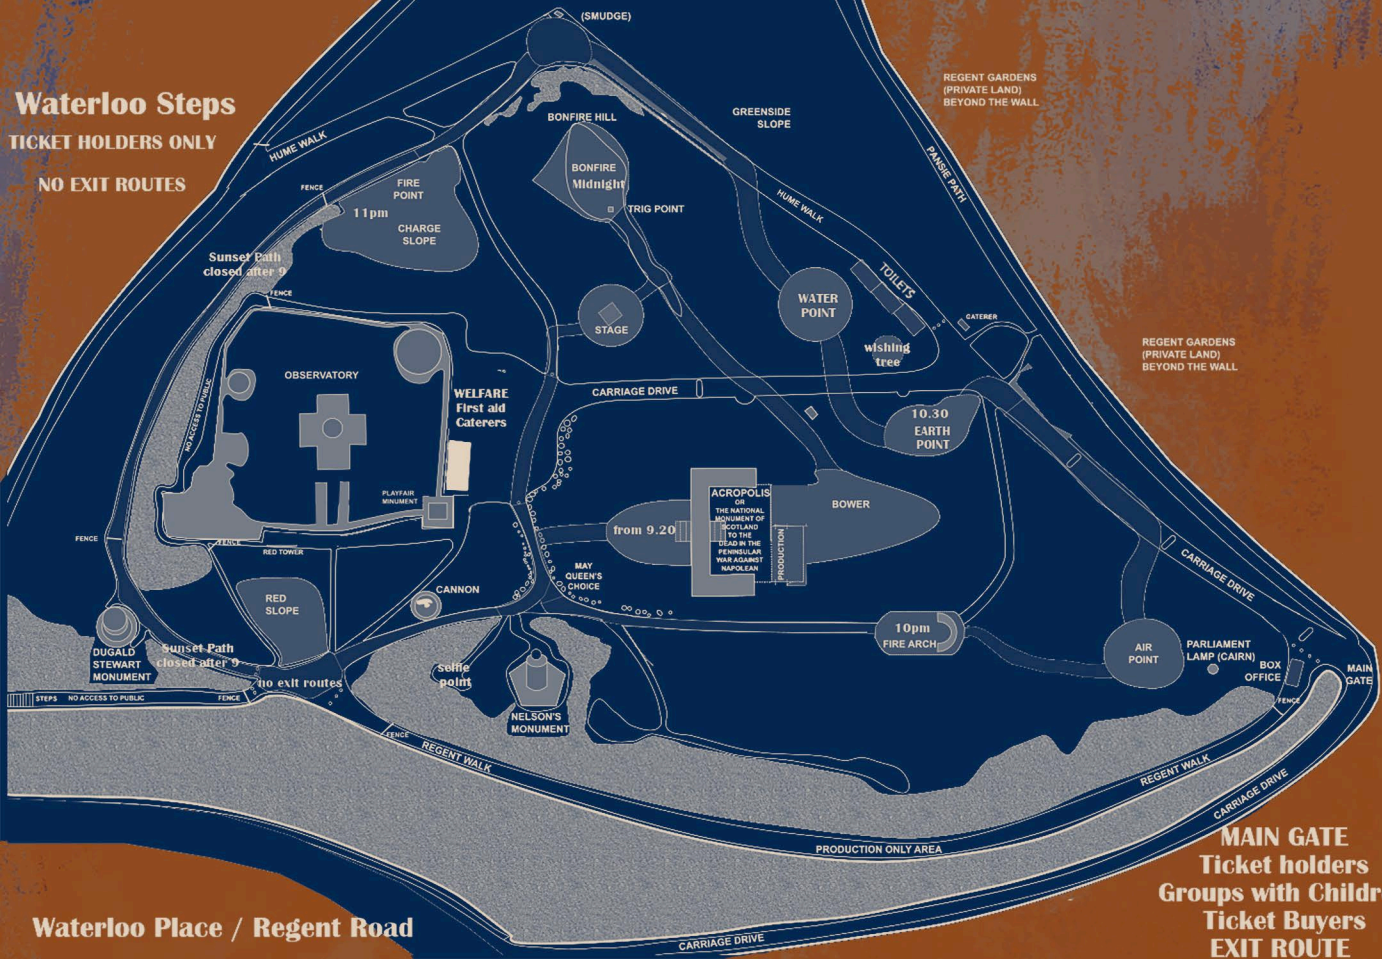 (SMUDGE)
Waterloo Steps
TICKET HOLDERS ONLY
NO EXIT ROUTES
HUME WALK
BONFIRE HILL
GREENSIDE
SLOPE
REGENT GARDENS
(PRIVATE LAND)
BEYOND THE WALL
PANSIE PATH
FENCE
FIRE
POINT
11pm
CHARGE
SLOPE
BONFIRE
Midnight
TRIG POINT
HUME WALK
Sunset Path
closed after 9
FENCE
STAGE
WATER
POINT
TOILETS
CATERER
wishing
tree
REGENT GARDENS
(PRIVATE LAND)
BEYOND THE WALL
OBSERVATORY
NO ACCESS TO PUBLIC
WELFARE
First aid
Caterers
CARRIAGE DRIVE
10.30
EARTH
POINT
PLAYFAIR
MINUMENT
ACROPOLIS
OR
THE NATIONAL
MONUMENT OF
SCOTLAND
TO THE
DEAD IN THE
PENINSULAR
WAR AGAINST
NAPOLEAN
from 9.20
PRODUCTION
BOWER
FENCE
FENCE
RED TOWER
MAY
QUEEN'S
CHOICE
CARRIAGE DRIVE
RED
SLOPE
CANNON
10pm
FIRE ARCH
AIR
POINT
PARLIAMENT
LAMP (CAIRN)
BOX
OFFICE
MAIN
GATE
FENCE
DUGALD
STEWART
MONUMENT
Sunset Path
closed after 9
no exit routes
selfie
point
NELSON'S
MONUMENT
STEPS
NO ACCESS TO PUBLIC
FENCE
FENCE
REGENT WALK
REGENT WALK
CARRIAGE DRIVE
PRODUCTION ONLY AREA
CARRIAGE DRIVE
Waterloo Place / Regent Road
MAIN GATE
Ticket holders
Groups with Childr
Ticket Buyers
EXIT ROUTE